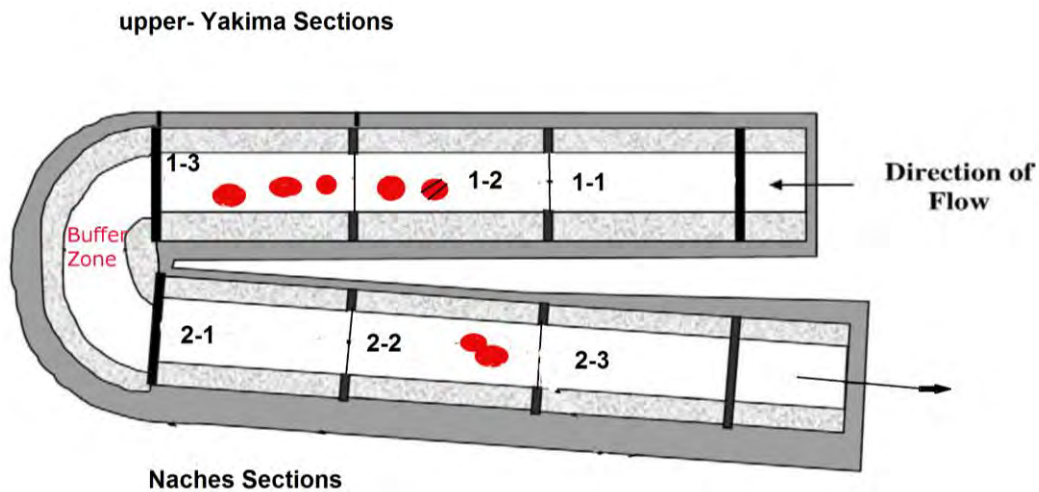 upper- Yakima Sections
1-3
1-2
1-1
Direction of
Flow
Buffer
Zone
2-1
2-2
2-3
Naches Sections